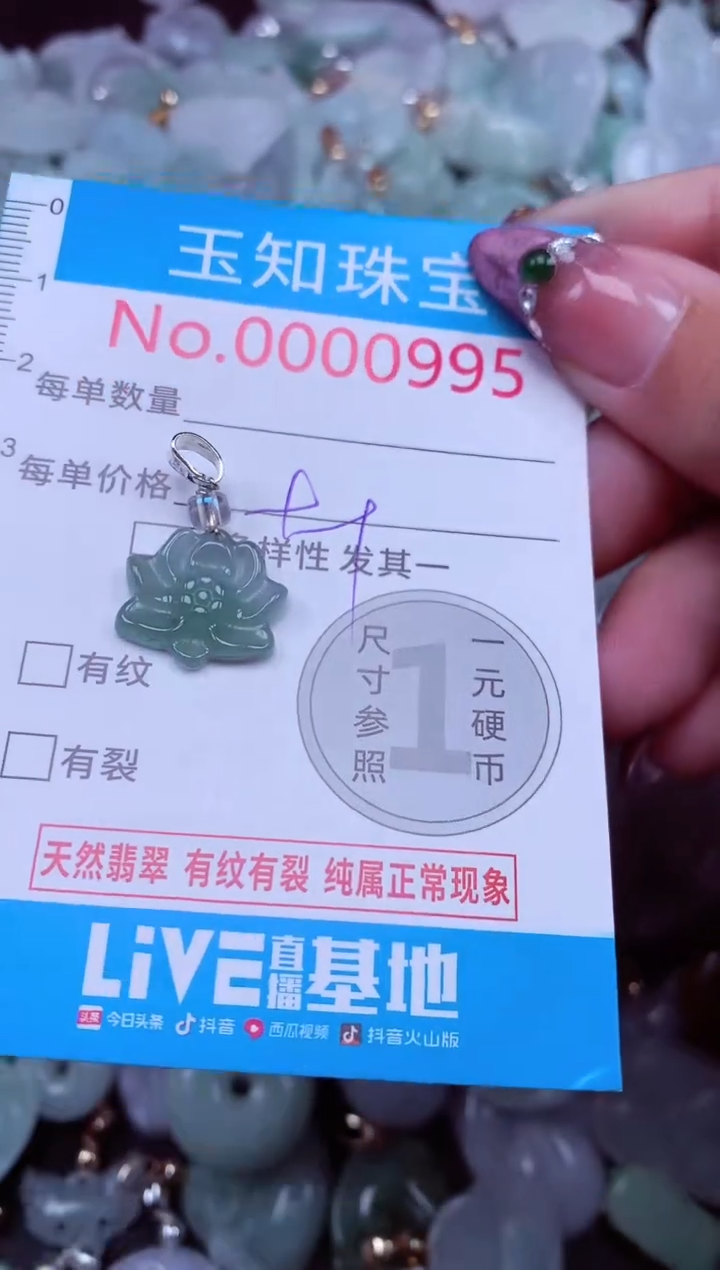 0
玉知珠宝
1
No.0000995
2
每单数量
3
每单价格
样性 发其一
尺寸参照
1
一元硬币
有纹
有裂
天然翡翠 有纹有裂 纯属正常现象
LiVE直播基地
头条 今日头条 抖音 西瓜视频 抖音火山版